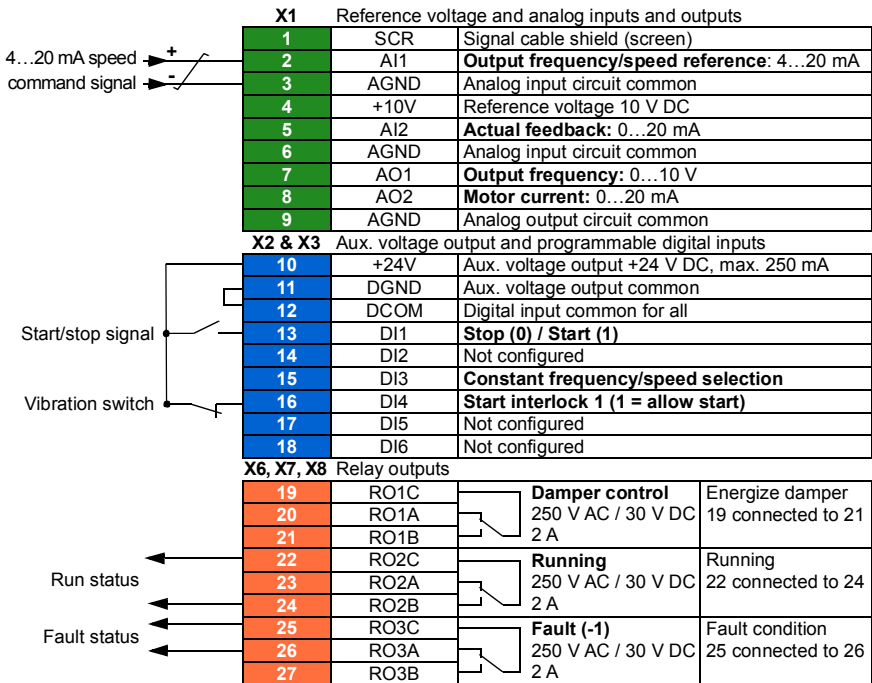 X1 Reference voltage and analog inputs and outputs
1 SCR Signal cable shield (screen)
4…20 mA speed + 2 AI1 Output frequency/speed reference: 4…20 mA
command signal - 3 AGND Analog input circuit common
4 +10V Reference voltage 10 V DC
5 AI2 Actual feedback: 0…20 mA
6 AGND Analog input circuit common
7 AO1 Output frequency: 0…10 V
8 AO2 Motor current: 0…20 mA
9 AGND Analog output circuit common
X2 & X3 Aux. voltage output and programmable digital inputs
10 +24V Aux. voltage output +24 V DC, max. 250 mA
11 DGND Aux. voltage output common
12 DCOM Digital input common for all
Start/stop signal 13 DI1 Stop (0) / Start (1)
14 DI2 Not configured
15 DI3 Constant frequency/speed selection
Vibration switch 16 DI4 Start interlock 1 (1 = allow start)
17 DI5 Not configured
18 DI6 Not configured
X6, X7, X8 Relay outputs
19 RO1C Damper control Energize damper
20 RO1A 250 V AC / 30 V DC 19 connected to 21
21 RO1B 2 A
22 RO2C Running Running
Run status 23 RO2A 250 V AC / 30 V DC 22 connected to 24
24 RO2B 2 A
25 RO3C Fault (-1) Fault condition
Fault status 26 RO3A 250 V AC / 30 V DC 25 connected to 26
27 RO3B 2 A